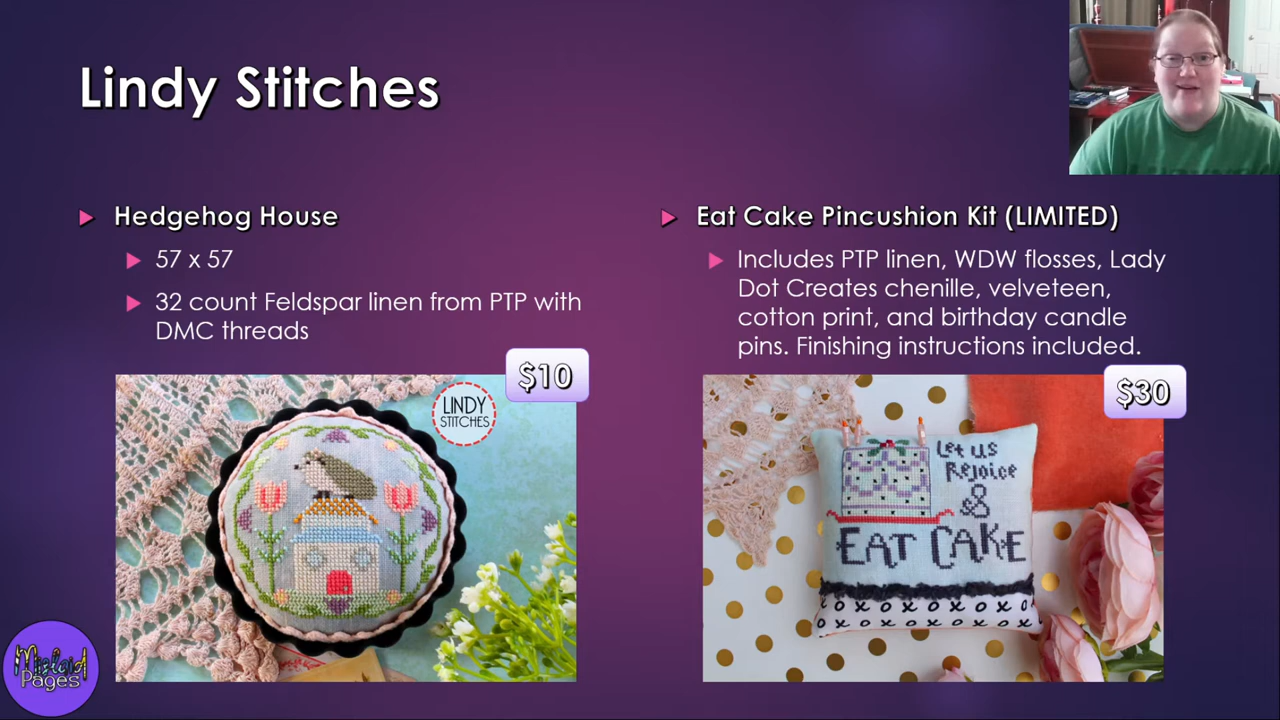 Lindy Stitches
Hedgehog House
57 x 57
32 count Feldspar linen from PTP with
DMC threads
$10
LINDY
STITCHES
Eat Cake Pincushion Kit (LIMITED)
Includes PTP linen, WDW flosses, Lady
Dot Creates chenille, velveteen,
cotton print, and birthday candle
pins. Finishing instructions included.
$30
Let us
Rejoice
&
EAT CAKE
Mislaid
Pages